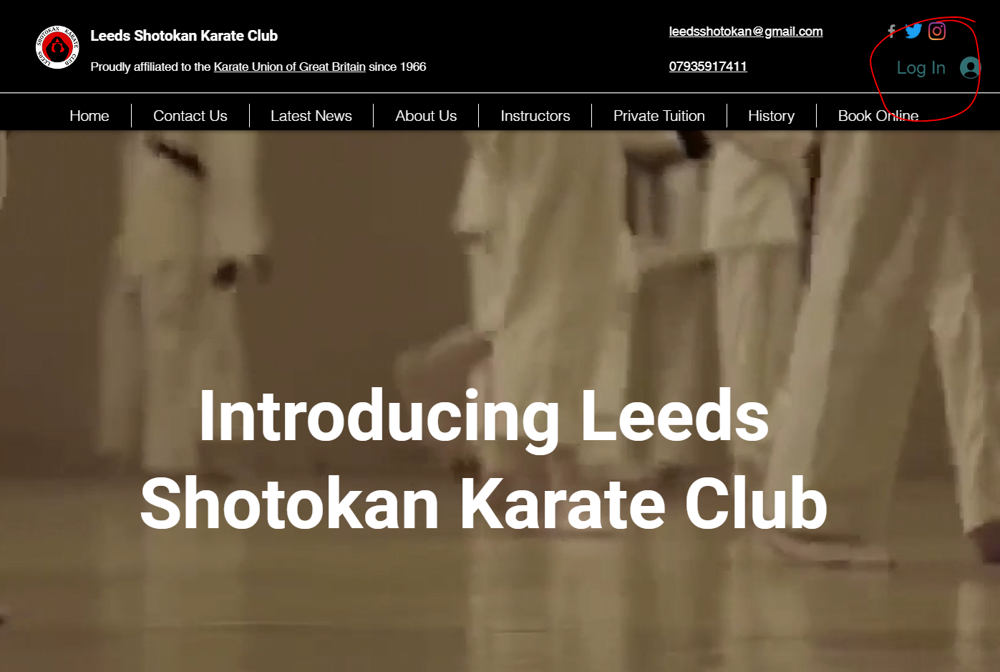 SHOTOKAN KARATE
LEEDS CLUB
Leeds Shotokan Karate Club
Proudly affiliated to the Karate Union of Great Britain since 1966
leedsshotokan@gmail.com
07935917411
Log In
Home
Contact Us
Latest News
About Us
Instructors
Private Tuition
History
Book Online
Introducing Leeds
Shotokan Karate Club